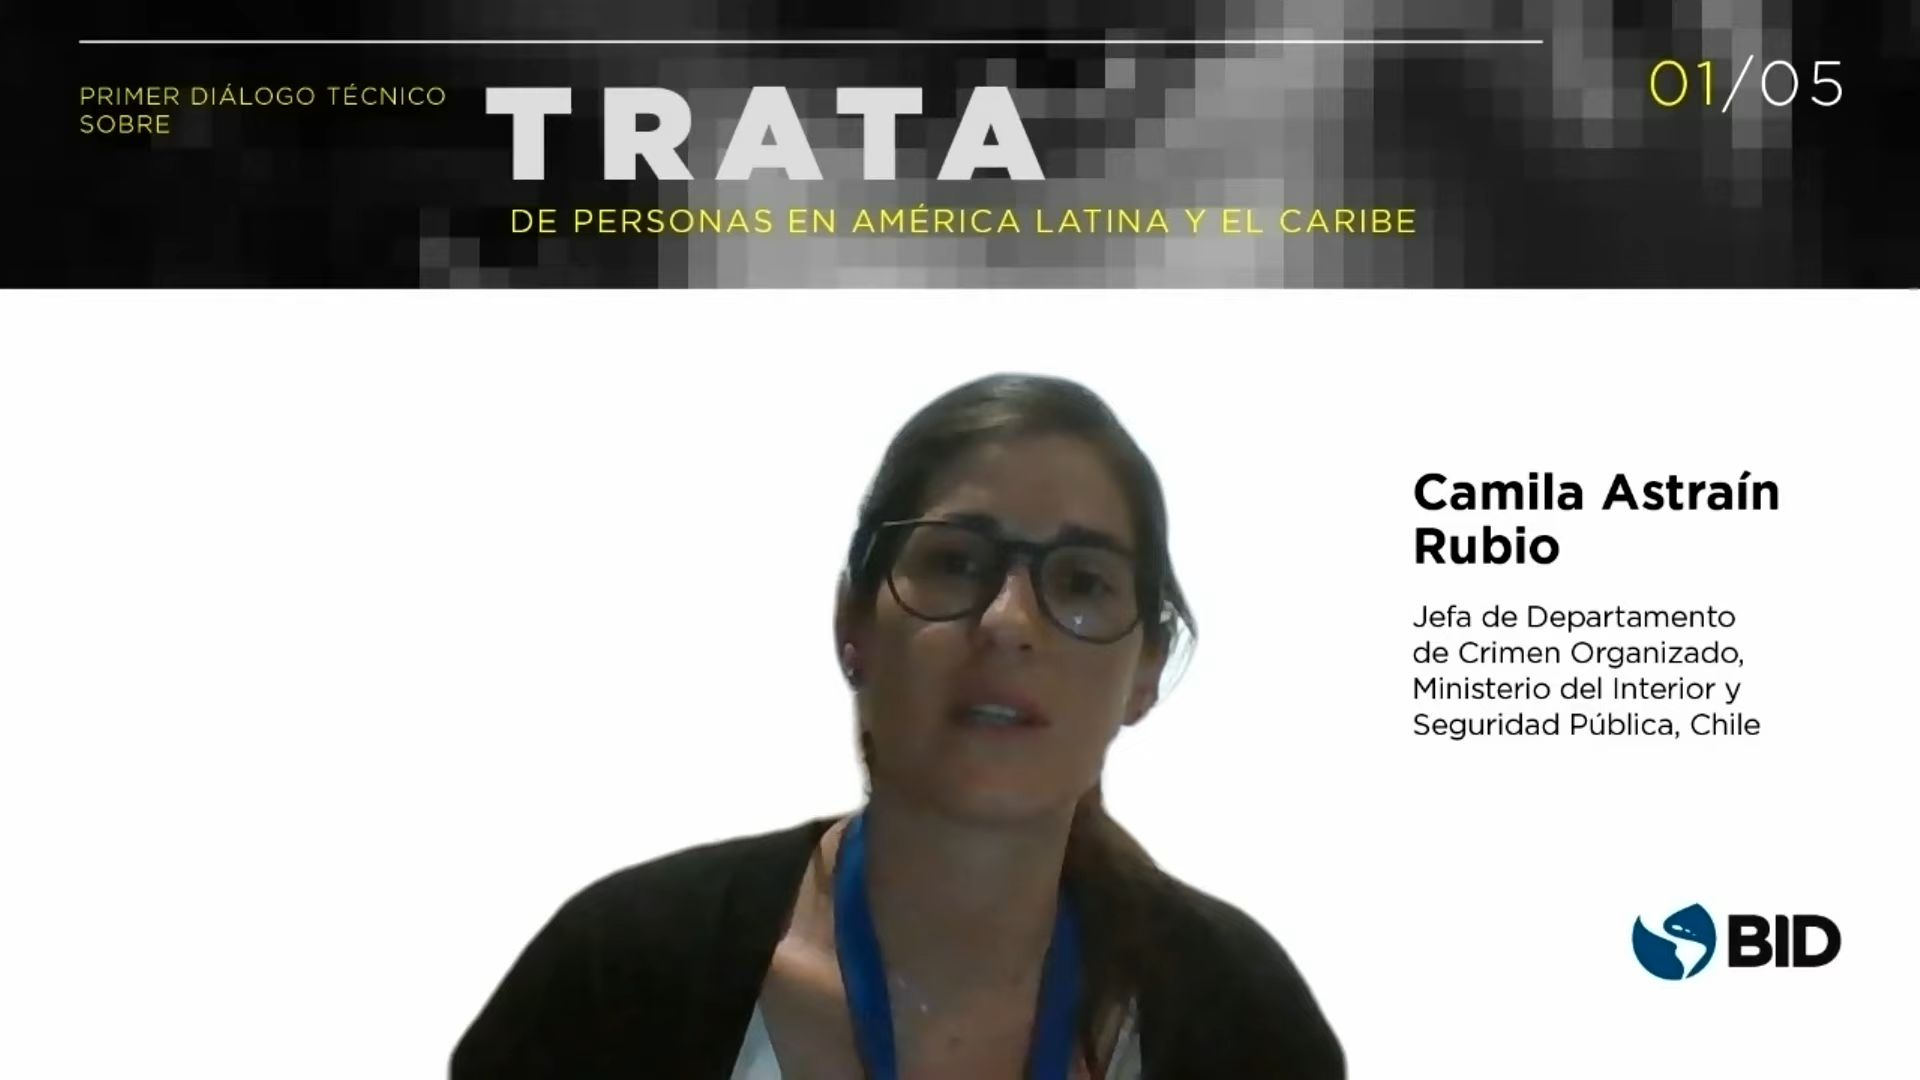 PRIMER DIÁLOGO TÉCNICO
SOBRE
TRATA
DE PERSONAS EN AMÉRICA LATINA Y EL CARIBE
01/05
Camila Astraín
Rubio
Jefa de Departamento
de Crimen Organizado,
Ministerio del Interior y
Seguridad Pública, Chile
BID